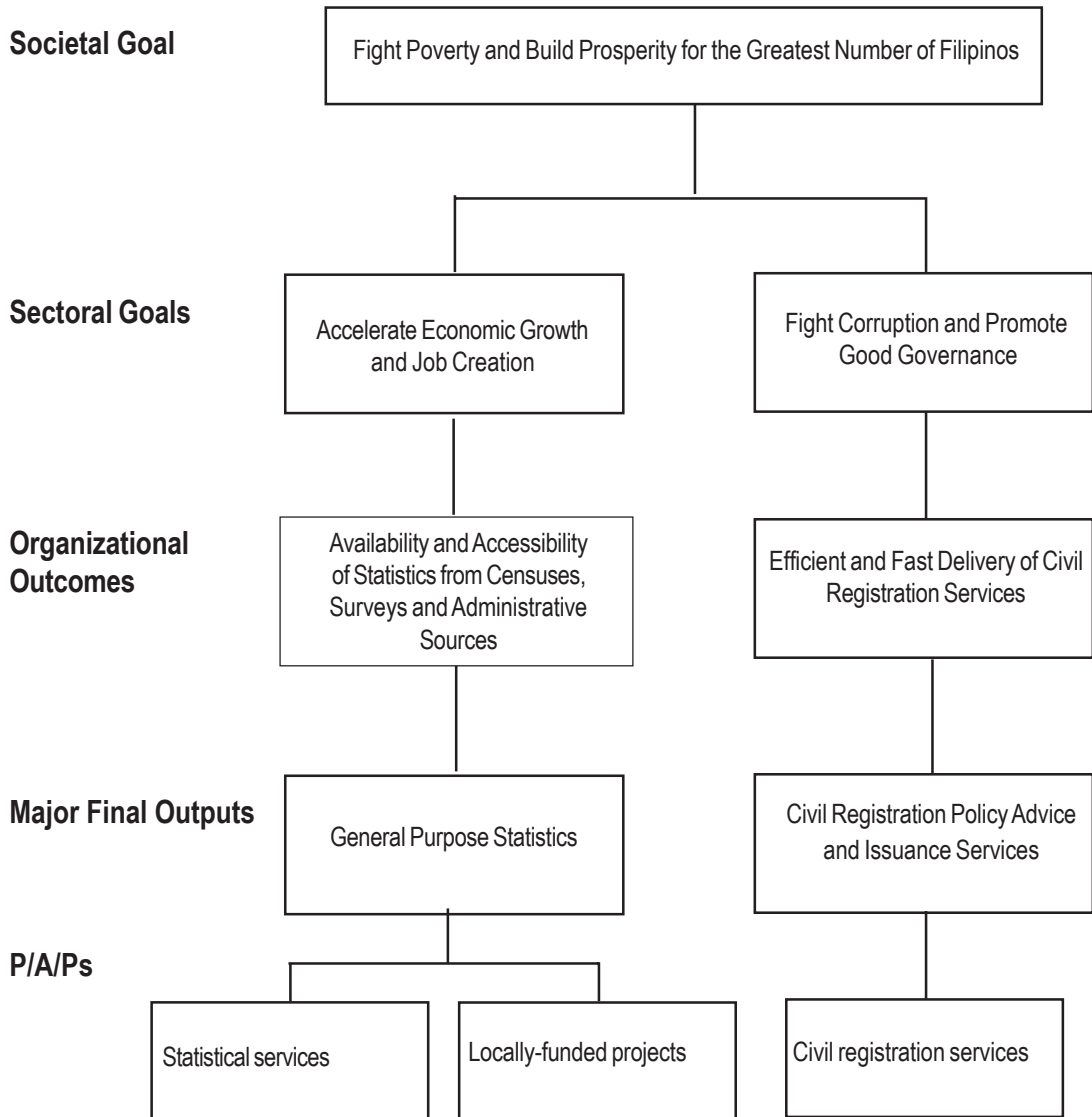 Societal Goal
Fight Poverty and Build Prosperity for the Greatest Number of Filipinos
Sectoral Goals
Accelerate Economic Growth
and Job Creation
Fight Corruption and Promote
Good Governance
Organizational
Outcomes
Availability and Accessibility
of Statistics from Censuses,
Surveys and Administrative
Sources
Efficient and Fast Delivery of Civil
Registration Services
Major Final Outputs
General Purpose Statistics
Civil Registration Policy Advice
and Issuance Services
P/A/Ps
Statistical services
Locally-funded projects
Civil registration services